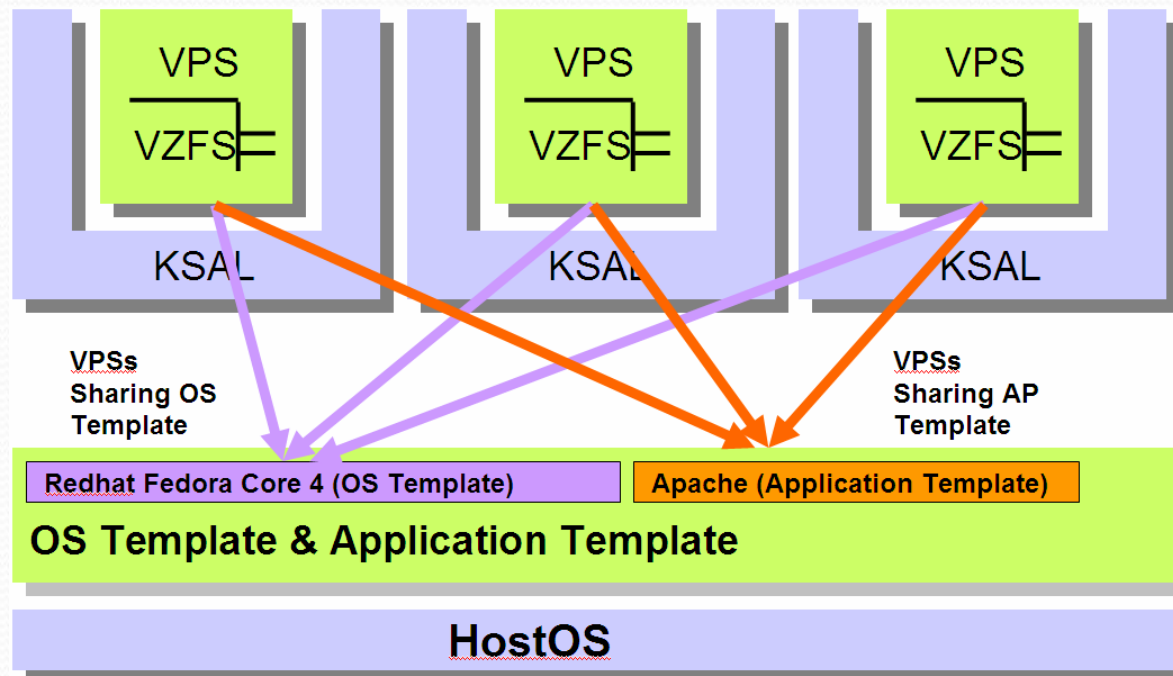 VPS
VZFS
KSAL
VPS
VZFS
KSAL
VPS
VZFS
KSAL
VPSs
Sharing OS
Template
VPSs
Sharing AP
Template
Redhat Fedora Core 4 (OS Template)
Apache (Application Template)
OS Template & Application Template
HostOS